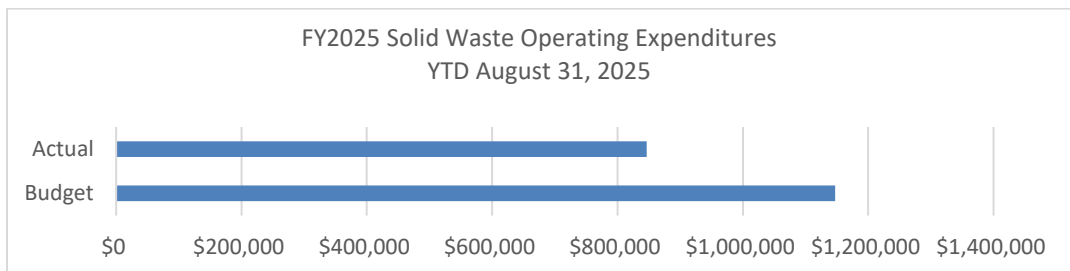 FY2025 Solid Waste Operating Expenditures
YTD August 31, 2025
Actual
Budget
$0 $200,000 $400,000 $600,000 $800,000 $1,000,000 $1,200,000 $1,400,000